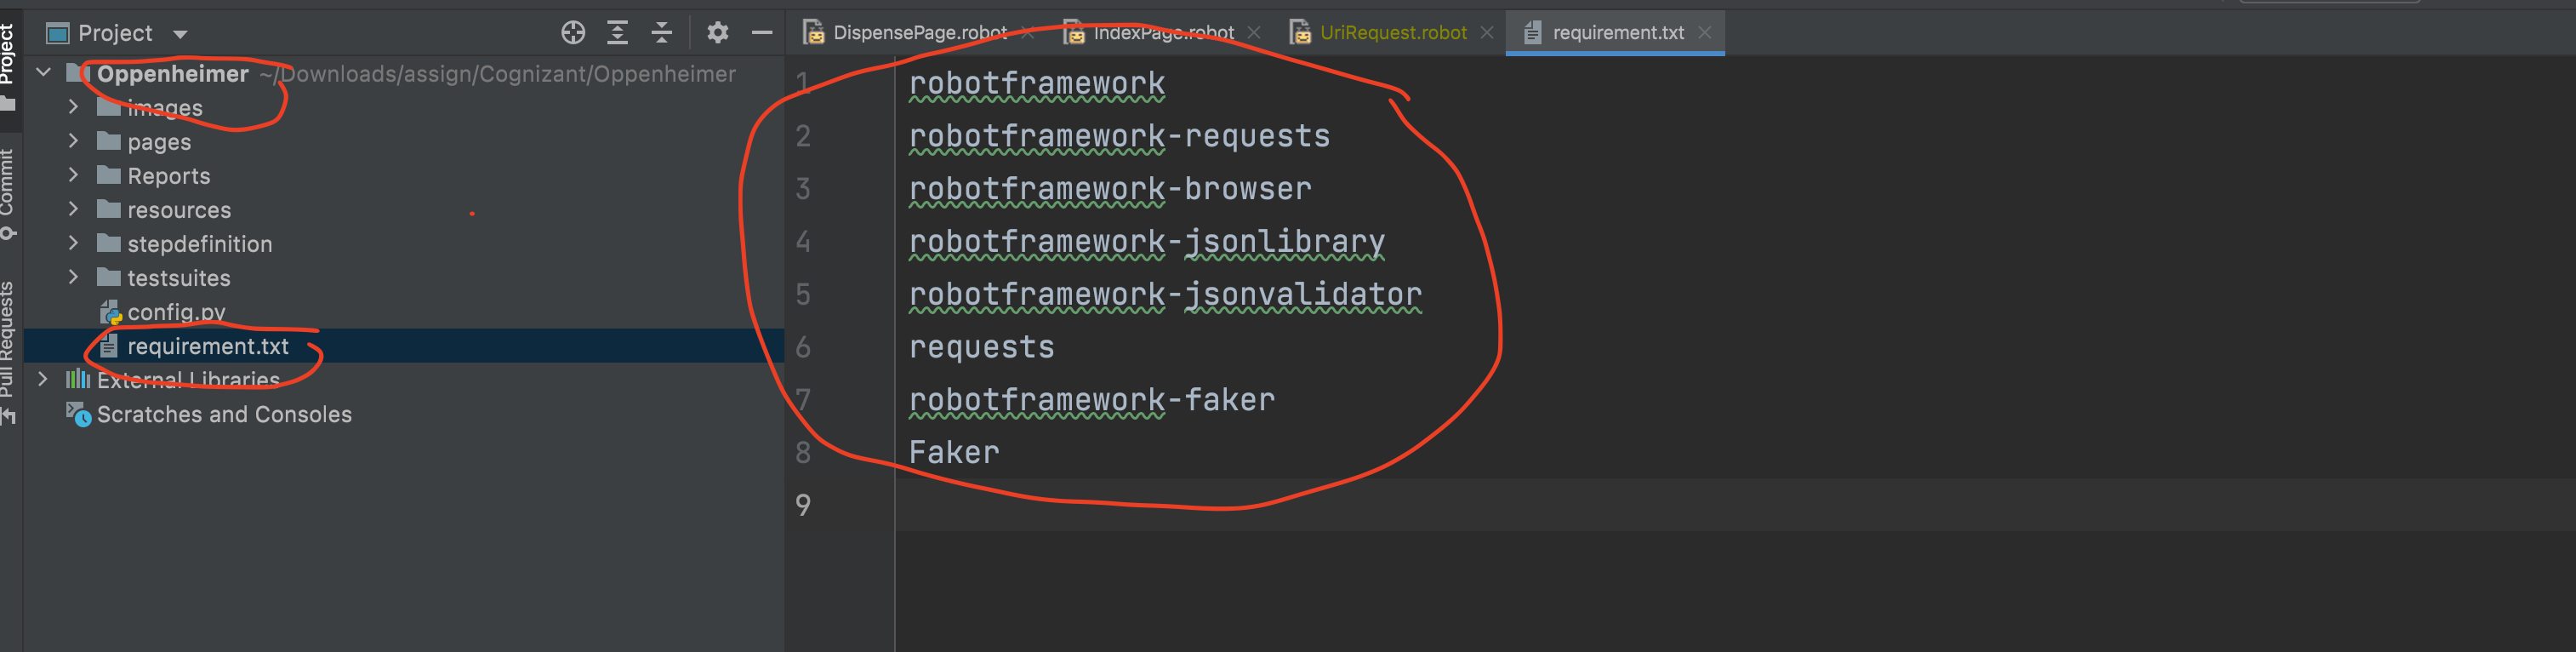 Project
DispensePage.robot
IndexPage.robot
UriRequest.robot
requirement.txt
Project
Commit
Pull Requests
Oppenheimer ~/Downloads/assign/Cognizant/Oppenheimer
images
pages
Reports
resources
stepdefinition
testsuites
config.py
requirement.txt
External Libraries
Scratches and Consoles
1 robotframework
2 robotframework-requests
3 robotframework-browser
4 robotframework-jsonlibrary
5 robotframework-jsonvalidator
6 requests
7 robotframework-faker
8 Faker
9